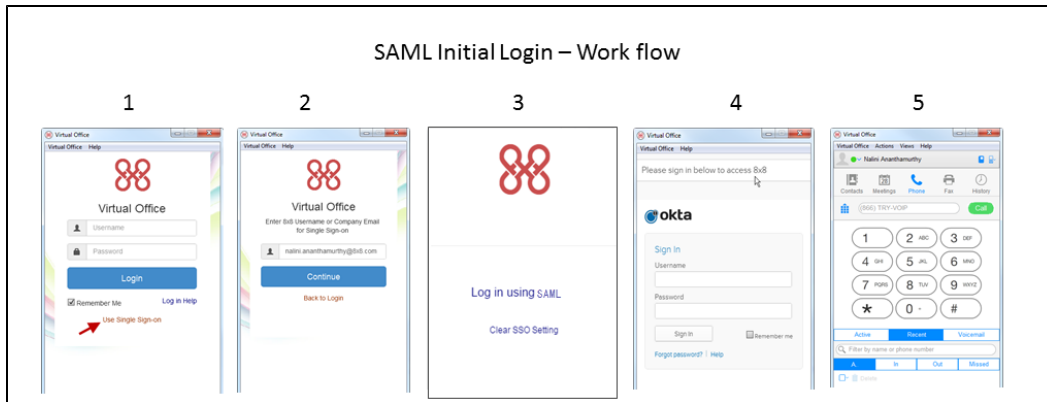 SAML Initial Login – Work flow
1
2
3
4
5
Virtual Office
Virtual Office Help
Virtual Office
Username
Password
Login
Remember Me
Log in Help
Use Single Sign-on
Virtual Office
Virtual Office Help
Virtual Office
Enter 8x8 Username or Company Email
for Single Sign-on
nalini.ananthamurthy@8x8.com
Continue
Back to Login
Log in using SAML
Clear SSO Setting
Virtual Office
Virtual Office Help
Please sign in below to access 8x8
okta
Sign In
Username
Password
Sign In
Remember me
Forgot password? | Help
Virtual Office
Virtual Office Actions Views Help
Nalini Ananthamurthy
Contacts
Meetings
Phone
Fax
History
(866) TRY-VOIP
Call
1
2 ABC
3 DEF
4 GHI
5 JKL
6 MNO
7 PQRS
8 TUV
9 WXYZ
*
0
#
Active
Recent
Voicemail
Filter by name or phone number
In
Out
Missed
Delete